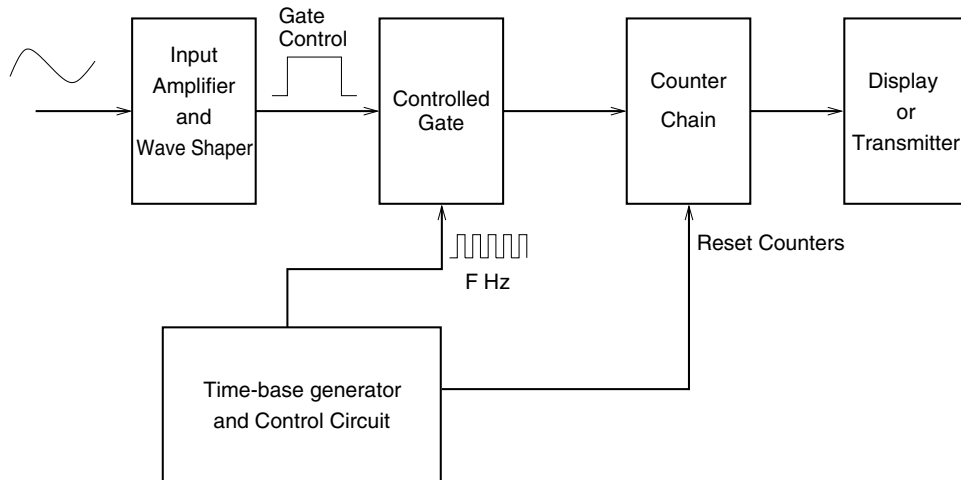 Gate
Control
Input
Amplifier
and
Wave Shaper
Controlled
Gate
Counter
Chain
Display
or
Transmitter
F Hz
Reset Counters
Time-base generator
and Control Circuit